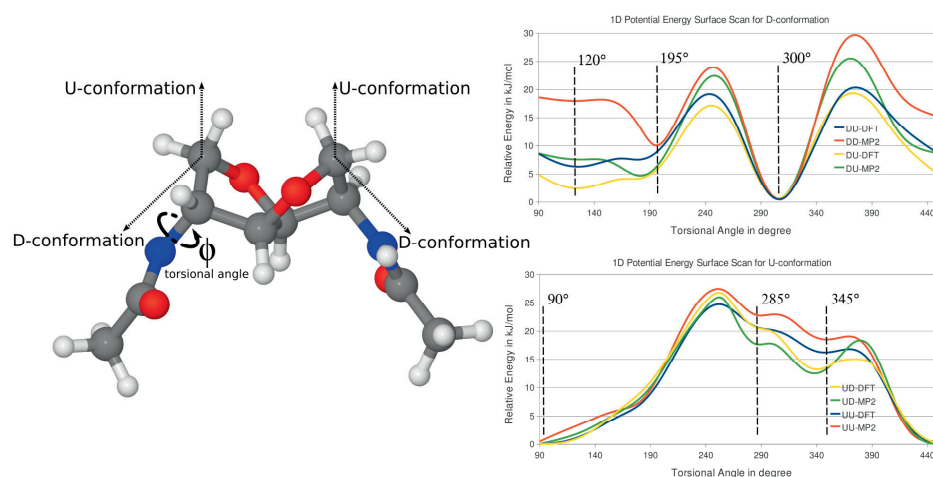 U-conformation
U-conformation
D-conformation
D-conformation
ϕ
torsional angle
1D Potential Energy Surface Scan for D-conformation
Relative Energy in kJ/mol
30
25
20
15
10
5
0
120°
195°
300°
DD-DFT
DD-MP2
DU-DFT
DU-MP2
90
140
190
240
290
340
390
440
Torsional Angle in degree
1D Potential Energy Surface Scan for U-conformation
Relative Energy in kJ/mol
30
25
20
15
10
5
0
90°
285°
345°
UD-DFT
UD-MP2
UU-DFT
UU-MP2
90
140
190
240
290
340
390
440
Torsional Angle in degree